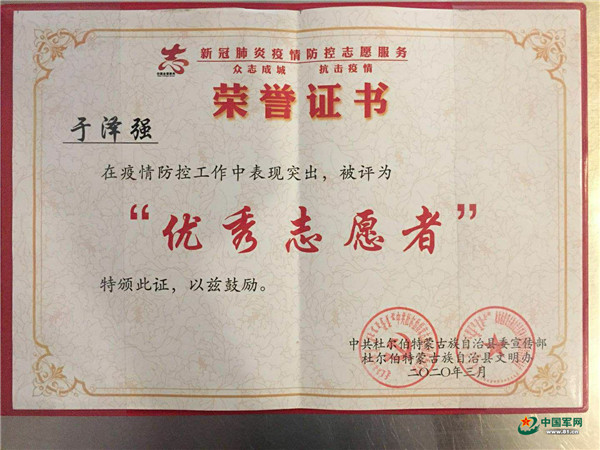 新冠肺炎疫情防控志愿服务
众志成城 抗击疫情
荣誉证书
于泽强
在疫情防控工作中表现突出，被评为
“优秀志愿者”
特颁此证，以兹鼓励。
中共杜尔伯特蒙古族自治县委宣传部
杜尔伯特蒙古族自治县文明办
二〇二〇年三月
中国军网
www.81.cn